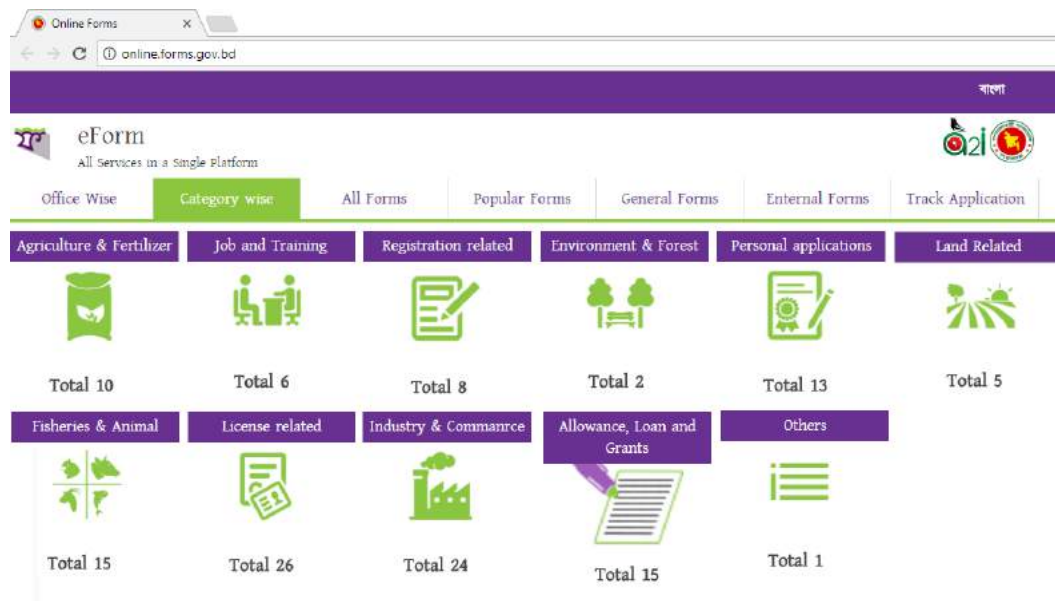 Online Forms
online.forms.gov.bd
বাংলা
eForm
All Services in a Single Platform
a2i
Office Wise Category wise All Forms Popular Forms General Forms Enternal Forms Track Application
Agriculture & Fertilizer Job and Training Registration related Environment & Forest Personal applications Land Related
Total 10 Total 6 Total 8 Total 2 Total 13 Total 5
Fisheries & Animal License related Industry & Commanrce Allowance, Loan and Grants Others
Total 15 Total 26 Total 24 Total 15 Total 1